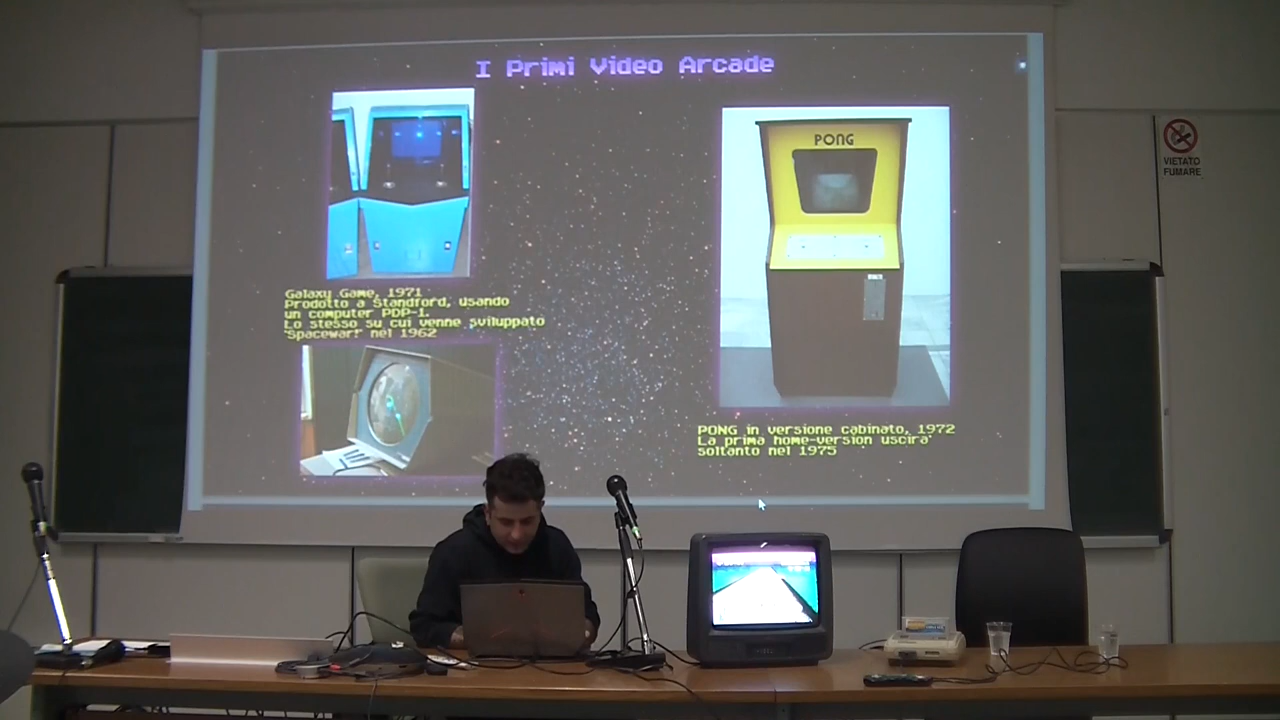 I Primi Video Arcade
PONG
VIETATO
FUMARE
Galaxy Game, 1971
Prodotto a Standford, usando
un computer PDP-1.
Lo stesso su cui venne sviluppato
"Spacewar!" nel 1962
PONG in versione cabinato, 1972
La prima home-version uscira'
soltanto nel 1975